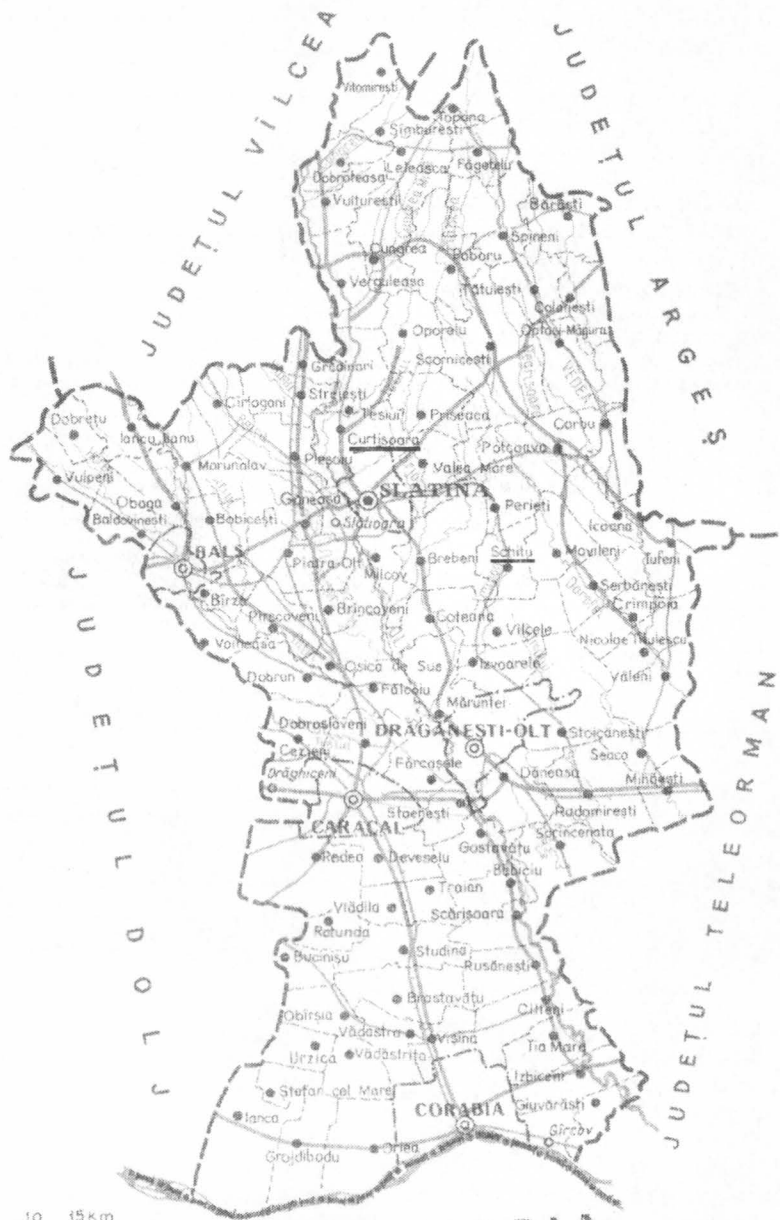 JUDEȚUL VÎLCEA
JUDEȚUL ARGEȘ
Vitomirești
Topana
Sîmburești
Leleasca
Făgețelu
Dobroteasa
Vulturești
Bărăști
Spineni
Cungrea
Poboru
Verguleasa
Tătulești
Colonești
Oporelu
Optași-Măgura
Scornicești
VEDEA
Grădinari
Strejești
Cîrlogani
Teslui
Priseaca
Corbu
Dobrețu
Iancu Jianu
Curtișoara
Potcoava
Morunglav
Pleșoiu
Valea Mare
Vulpeni
SLATINA
Oboga
Găneasa
Perieți
Icoana
Baldovinești
Bobicești
Slătioara
BALȘ
Schitu
Movileni
Tufeni
Piatra Olt
Milcov
Brebeni
Șerbănești
Bîrza
Crîmpoia
Pîrșcoveni
Brîncoveni
Coteana
Vîlcele
Nicolae Titulescu
Voineasa
Osica de Sus
Izvoarele
Văleni
Dobrun
Fălcoiu
Mărunței
JUDEȚUL DOLJ
JUDEȚUL TELEORMAN
Dobrosloveni
DRĂGĂNEȘTI-OLT
Stoicănești
Cezieni
Seaca
Drăghiceni
Fărcașele
Dăneasa
Mihăești
CARACAL
Stoenești
Radomirești
Gostavățu
Sprîncenata
Redea
Deveselu
Babiciu
Traian
Vlădila
Scărișoara
Rotunda
Studina
Bucinișu
Rusănești
Brastavățu
Cilieni
Obîrșia
Vădastra
Vișina
Tia Mare
Urzica
Vădăstrița
Izbiceni
Ștefan cel Mare
Giuvărăști
Ianca
CORABIA
Gîrcov
Grojdibodu
Orlea
10 15Km